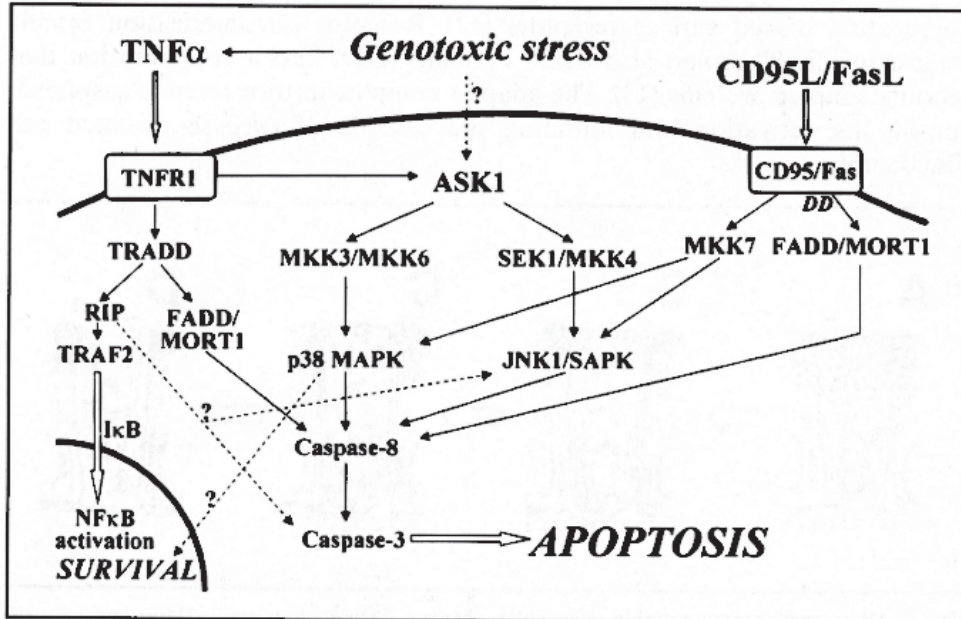 TNFα
Genotoxic stress
CD95L/FasL
?
TNFR1
ASK1
CD95/Fas
DD
TRADD
MKK3/MKK6
SEK1/MKK4
MKK7
FADD/MORT1
RIP
FADD/
MORT1
TRAF2
p38 MAPK
JNK1/SAPK
?
IκB
Caspase-8
?
NFκB
activation
SURVIVAL
Caspase-3
APOPTOSIS